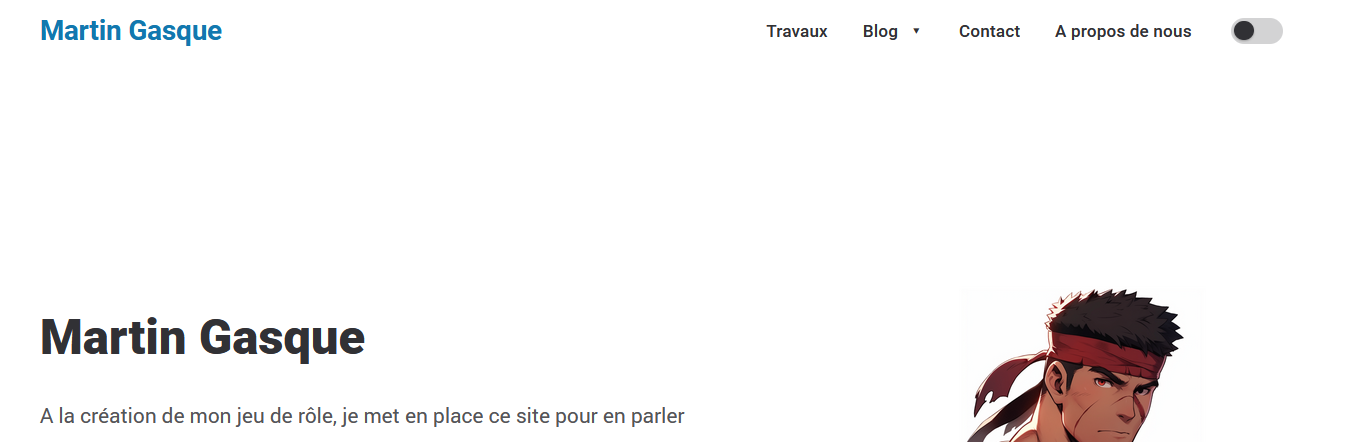 Martin Gasque
Travaux Blog Contact A propos de nous
Martin Gasque
A la création de mon jeu de rôle, je met en place ce site pour en parler